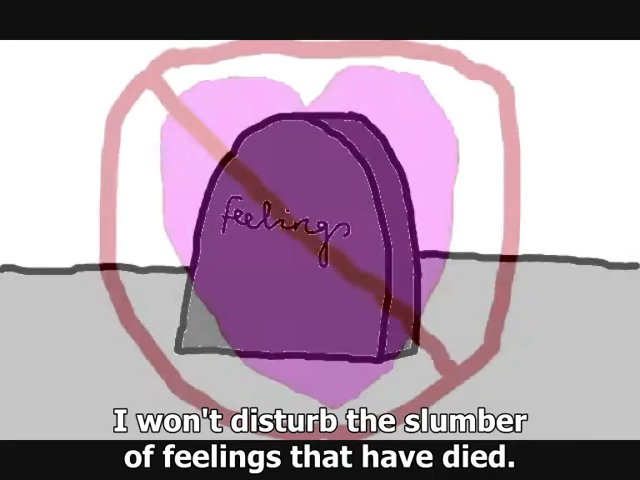 feelings
I won't disturb the slumber
of feelings that have died.